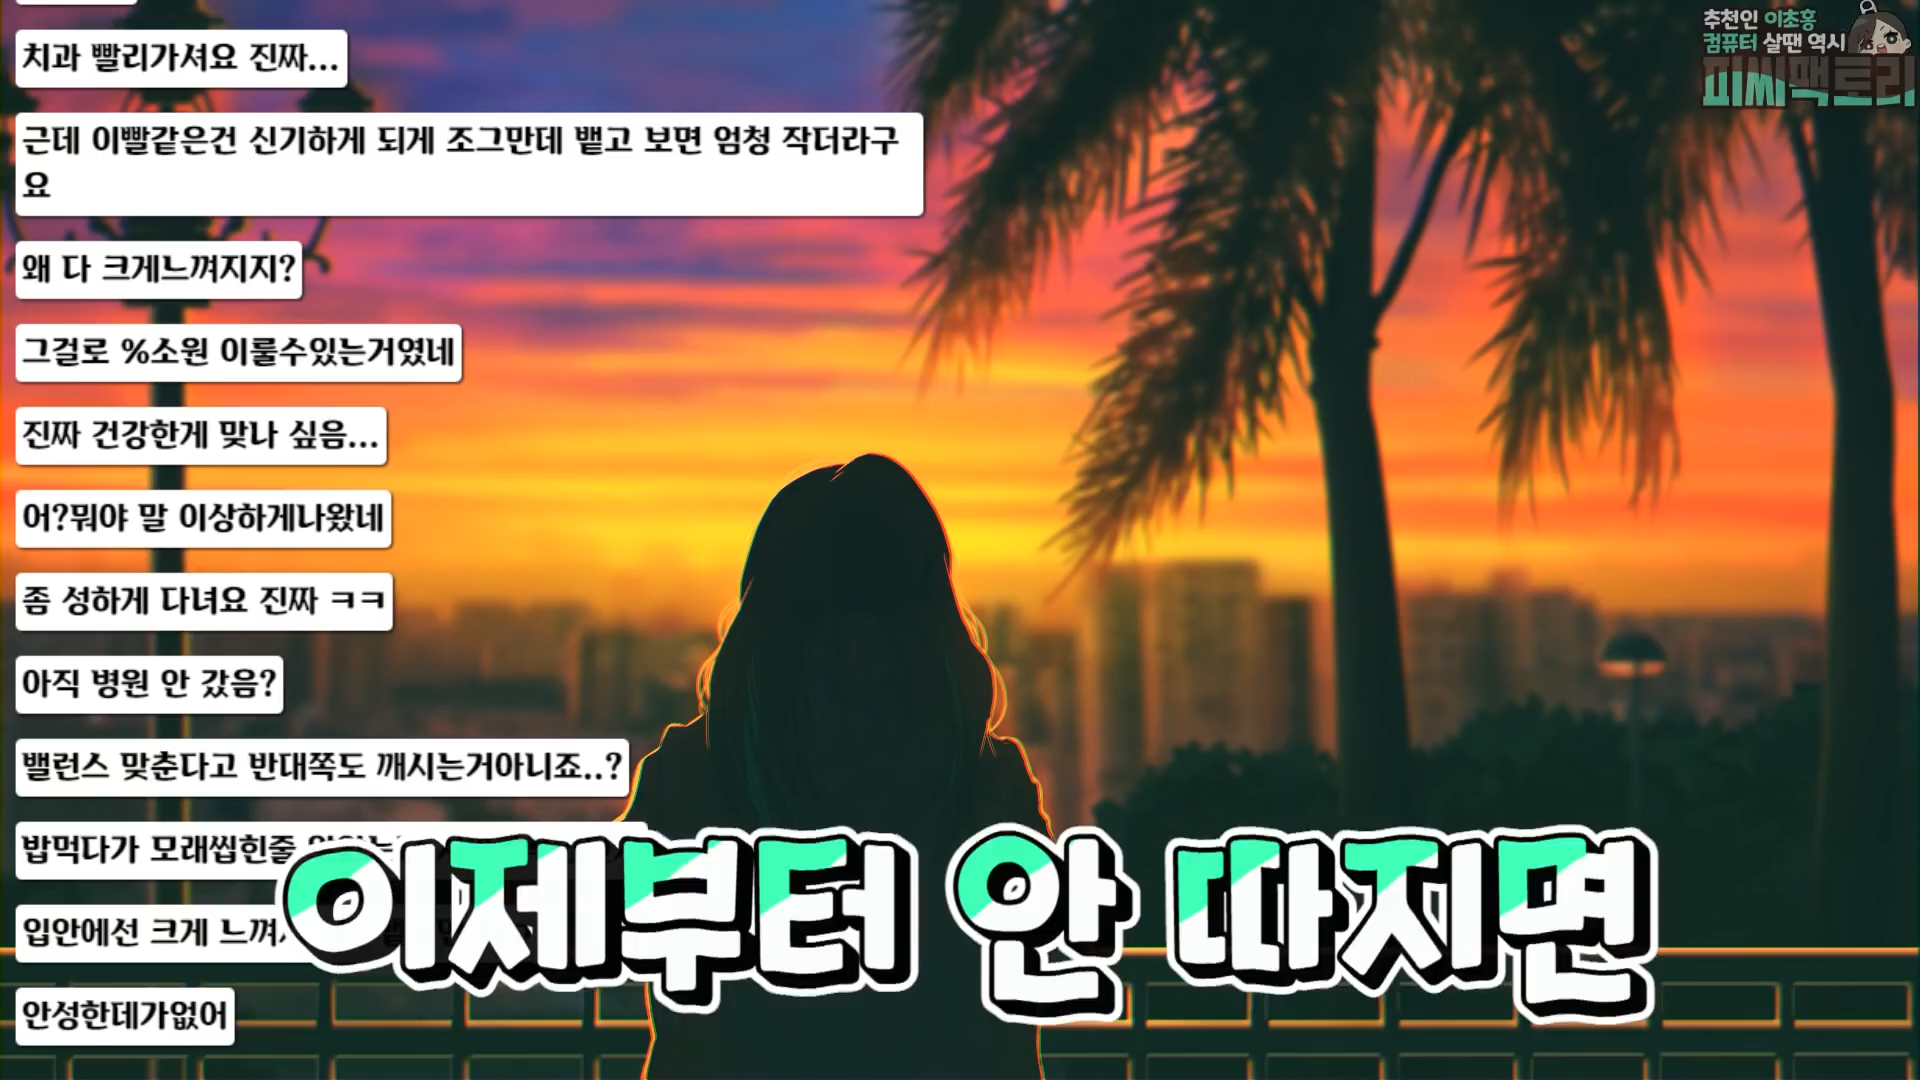 치과 빨리가셔요 진짜...
근데 이빨같은건 신기하게 되게 조그만데 뱉고 보면 엄청 작더라구
요
왜 다 크게느껴지지?
그걸로 %소원 이룰수있는거였네
진짜 건강한게 맞나 싶음...
어?뭐야 말 이상하게나왔네
좀 성하게 다녀요 진짜 ㅋㅋ
아직 병원 안 갔음?
밸런스 맞춘다고 반대쪽도 깨시는거아니죠..?
밥먹다가 모래씹힌줄
입안에선 크게
안성한데가없어
이제부터 안 따지면
추천인 이초홍
컴퓨터 살땐 역시
피씨팩토리